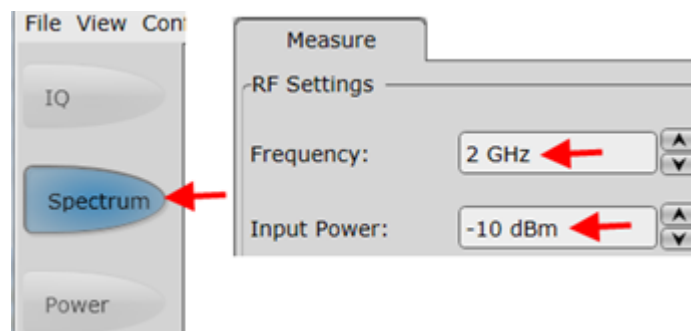 File View Con
IQ
Spectrum
Power
Measure
RF Settings
Frequency: 2 GHz
Input Power: -10 dBm